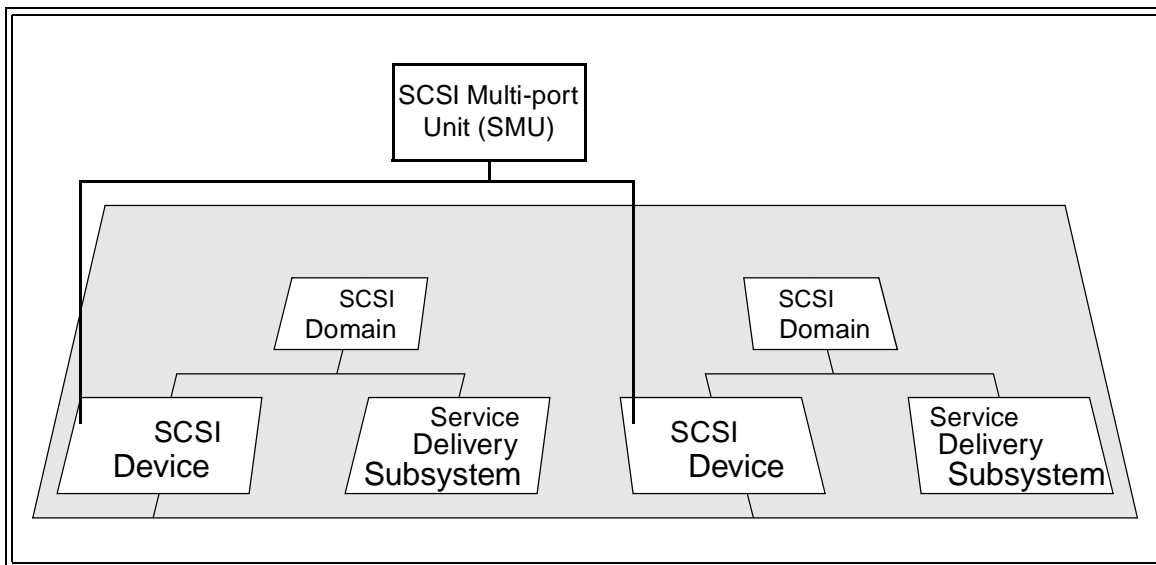 SCSI Multi-port
Unit (SMU)
SCSI
Domain
SCSI
Domain
SCSI
Device
Service
Delivery
Subsystem
SCSI
Device
Service
Delivery
Subsystem